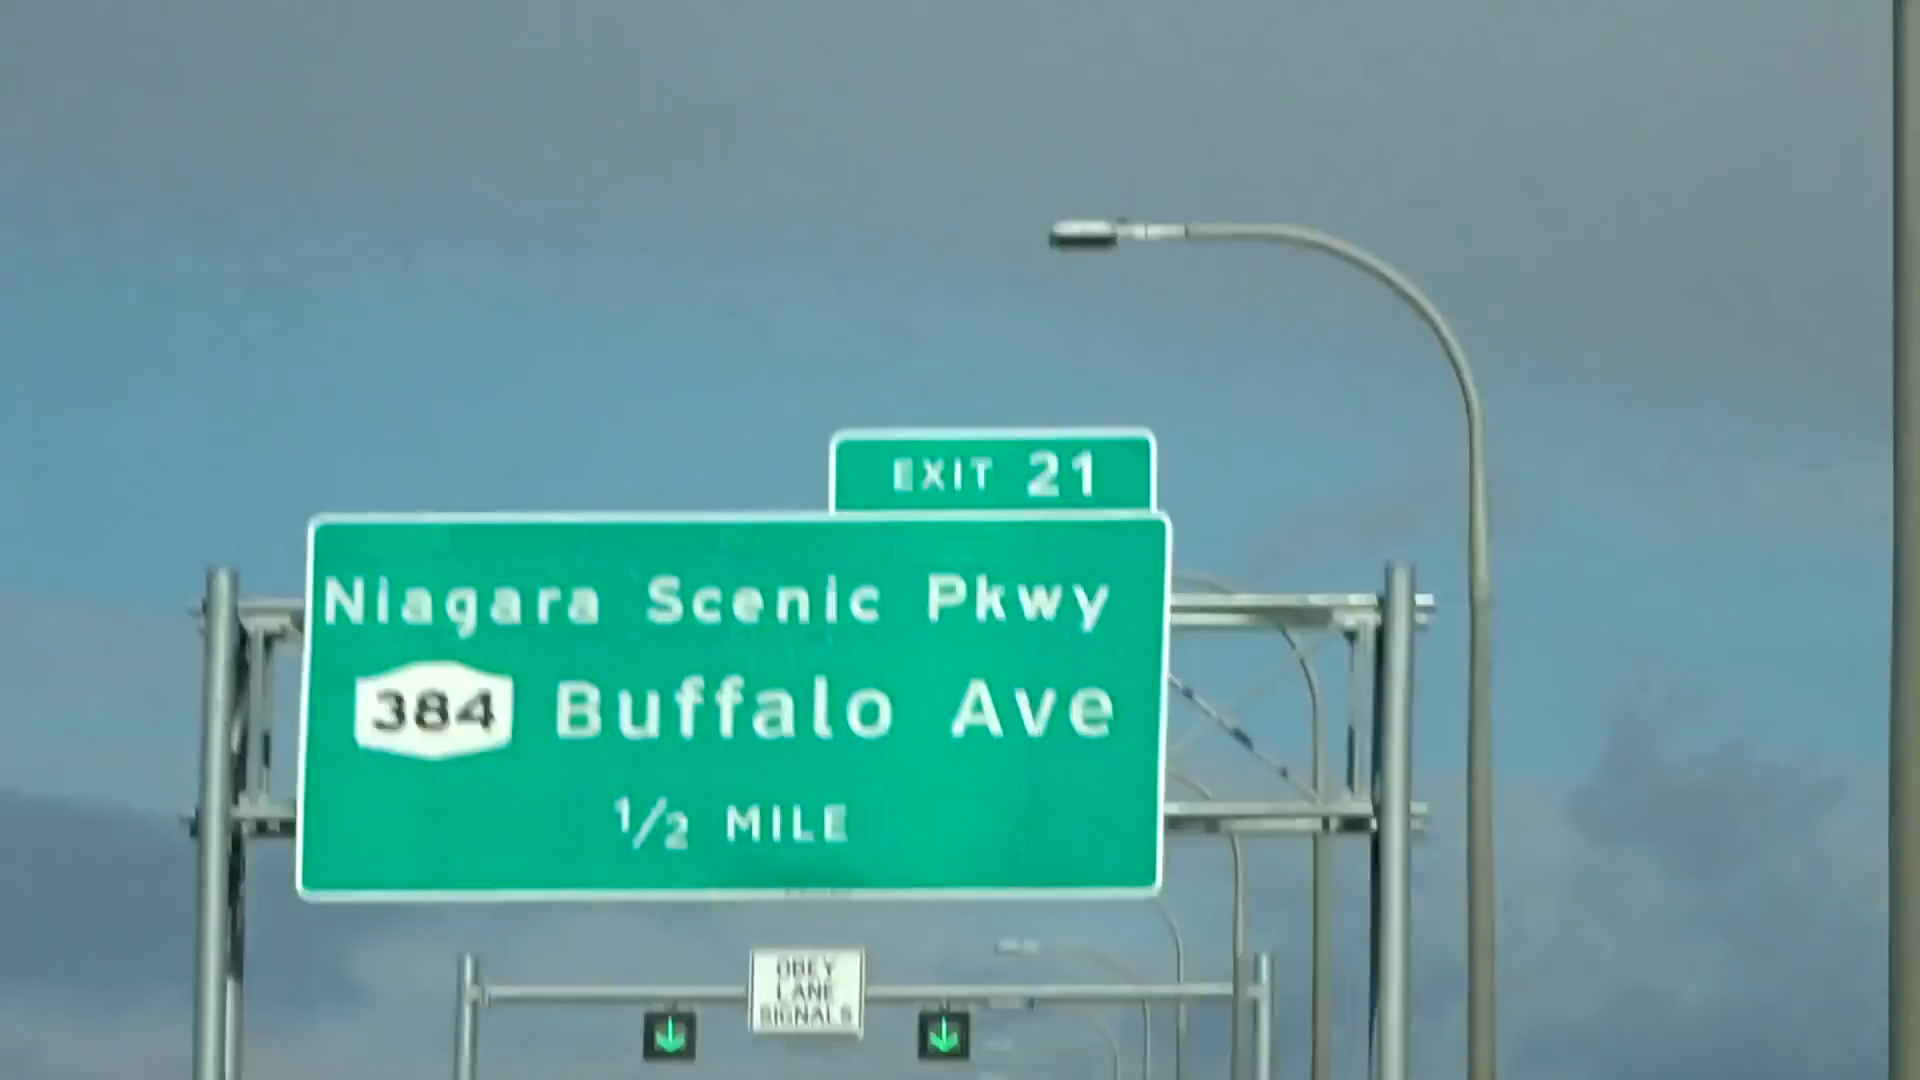 EXIT 21
Niagara Scenic Pkwy
384 Buffalo Ave
1/2 MILE
OBEY
LANE
SIGNALS